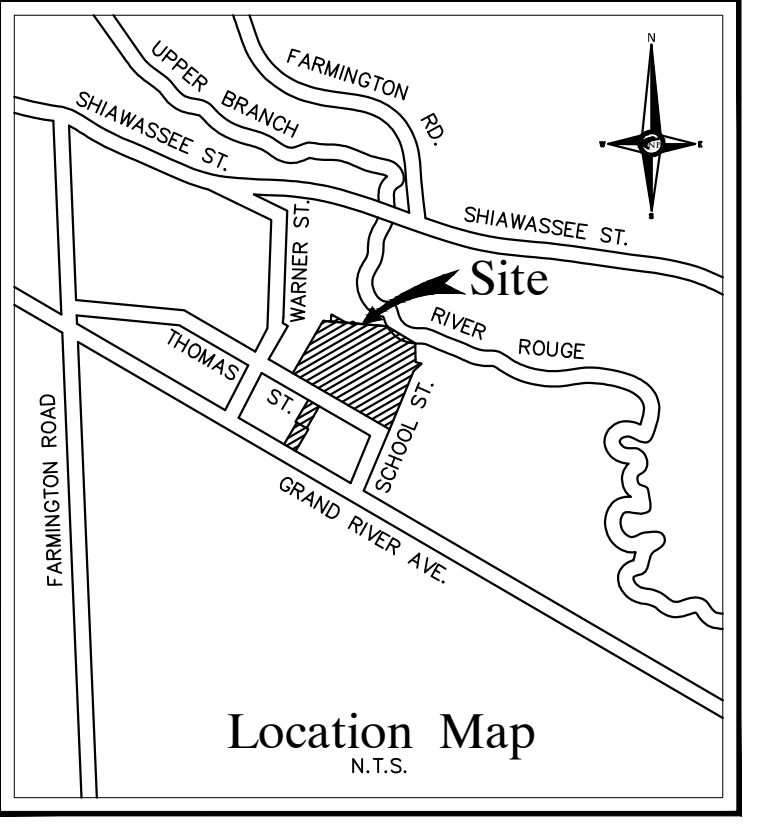 UPPER BRANCH
FARMINGTON RD.
N
SHIAWASSEE ST.
W
E
S
SHIAWASSEE ST.
WARNER ST.
Site
RIVER ROUGE
THOMAS ST.
SCHOOL ST.
FARMINGTON ROAD
GRAND RIVER AVE.
Location Map
N.T.S.